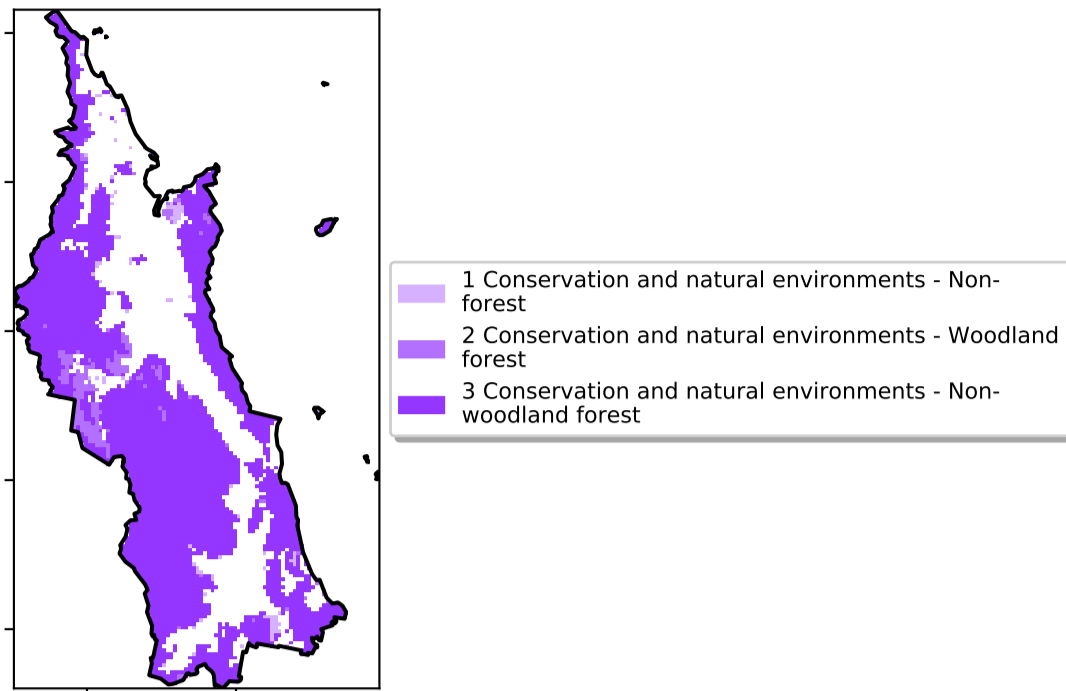 1 Conservation and natural environments - Non-
forest
2 Conservation and natural environments - Woodland
forest
3 Conservation and natural environments - Non-
woodland forest